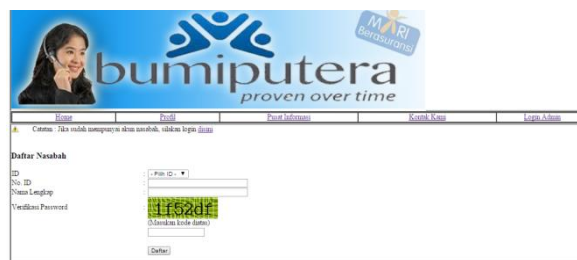 MARI
Berasuransi
bumiputera
proven over time
Home Profil Pusat Informasi Kontak Kami Login Admin
Catatan : Jika sudah mempunyai akun nasabah, silakan login disini
Daftar Nasabah
ID : - Pilih ID -
No. ID :
Nama Lengkap :
Verifikasi Password 1f52df
(Masukan kode diatas)
Daftar